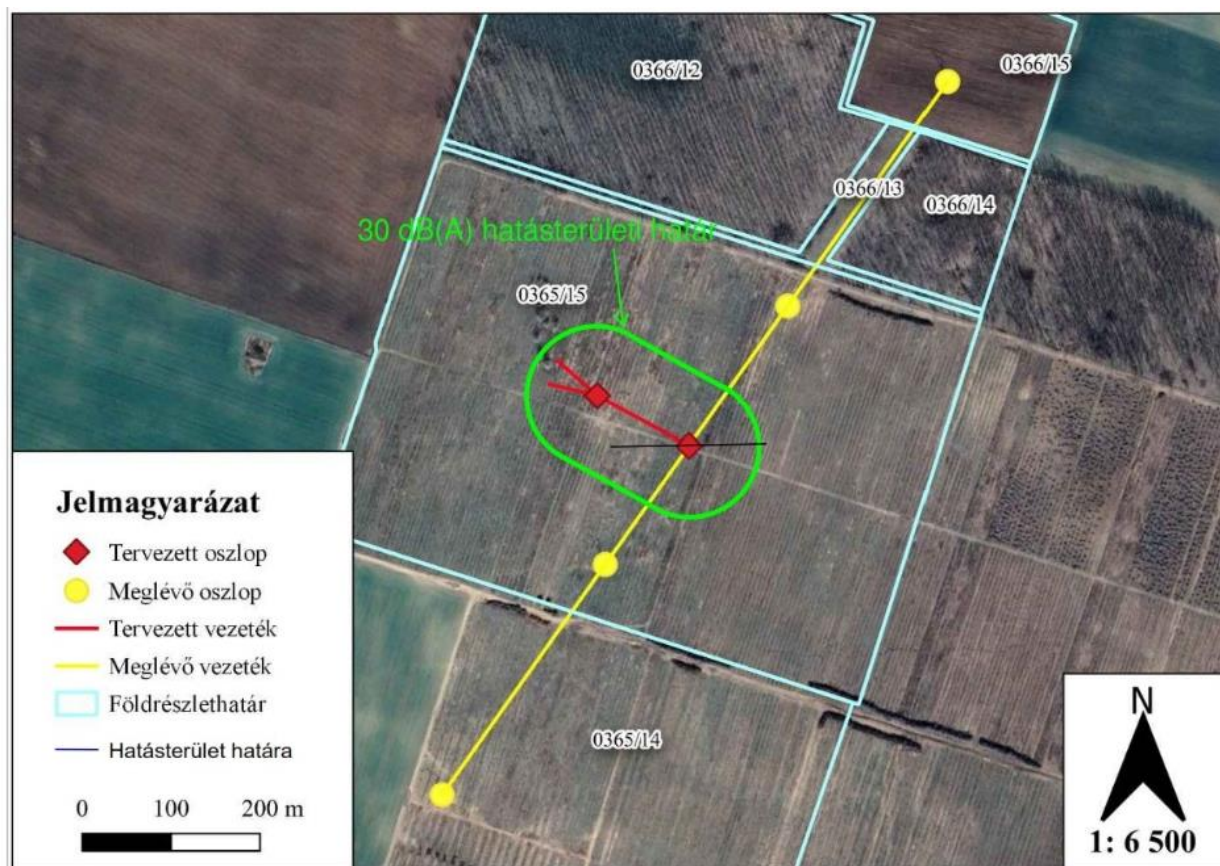 0366/12
0366/15
0366/13
0366/14
30 dB(A) hatásterületi határ
0365/15
Jelmagyarázat
Tervezett oszlop
Meglévő oszlop
Tervezett vezeték
Meglévő vezeték
Földrészlethatár
Hatásterület határa
0 100 200 m
0365/14
N
1: 6 500